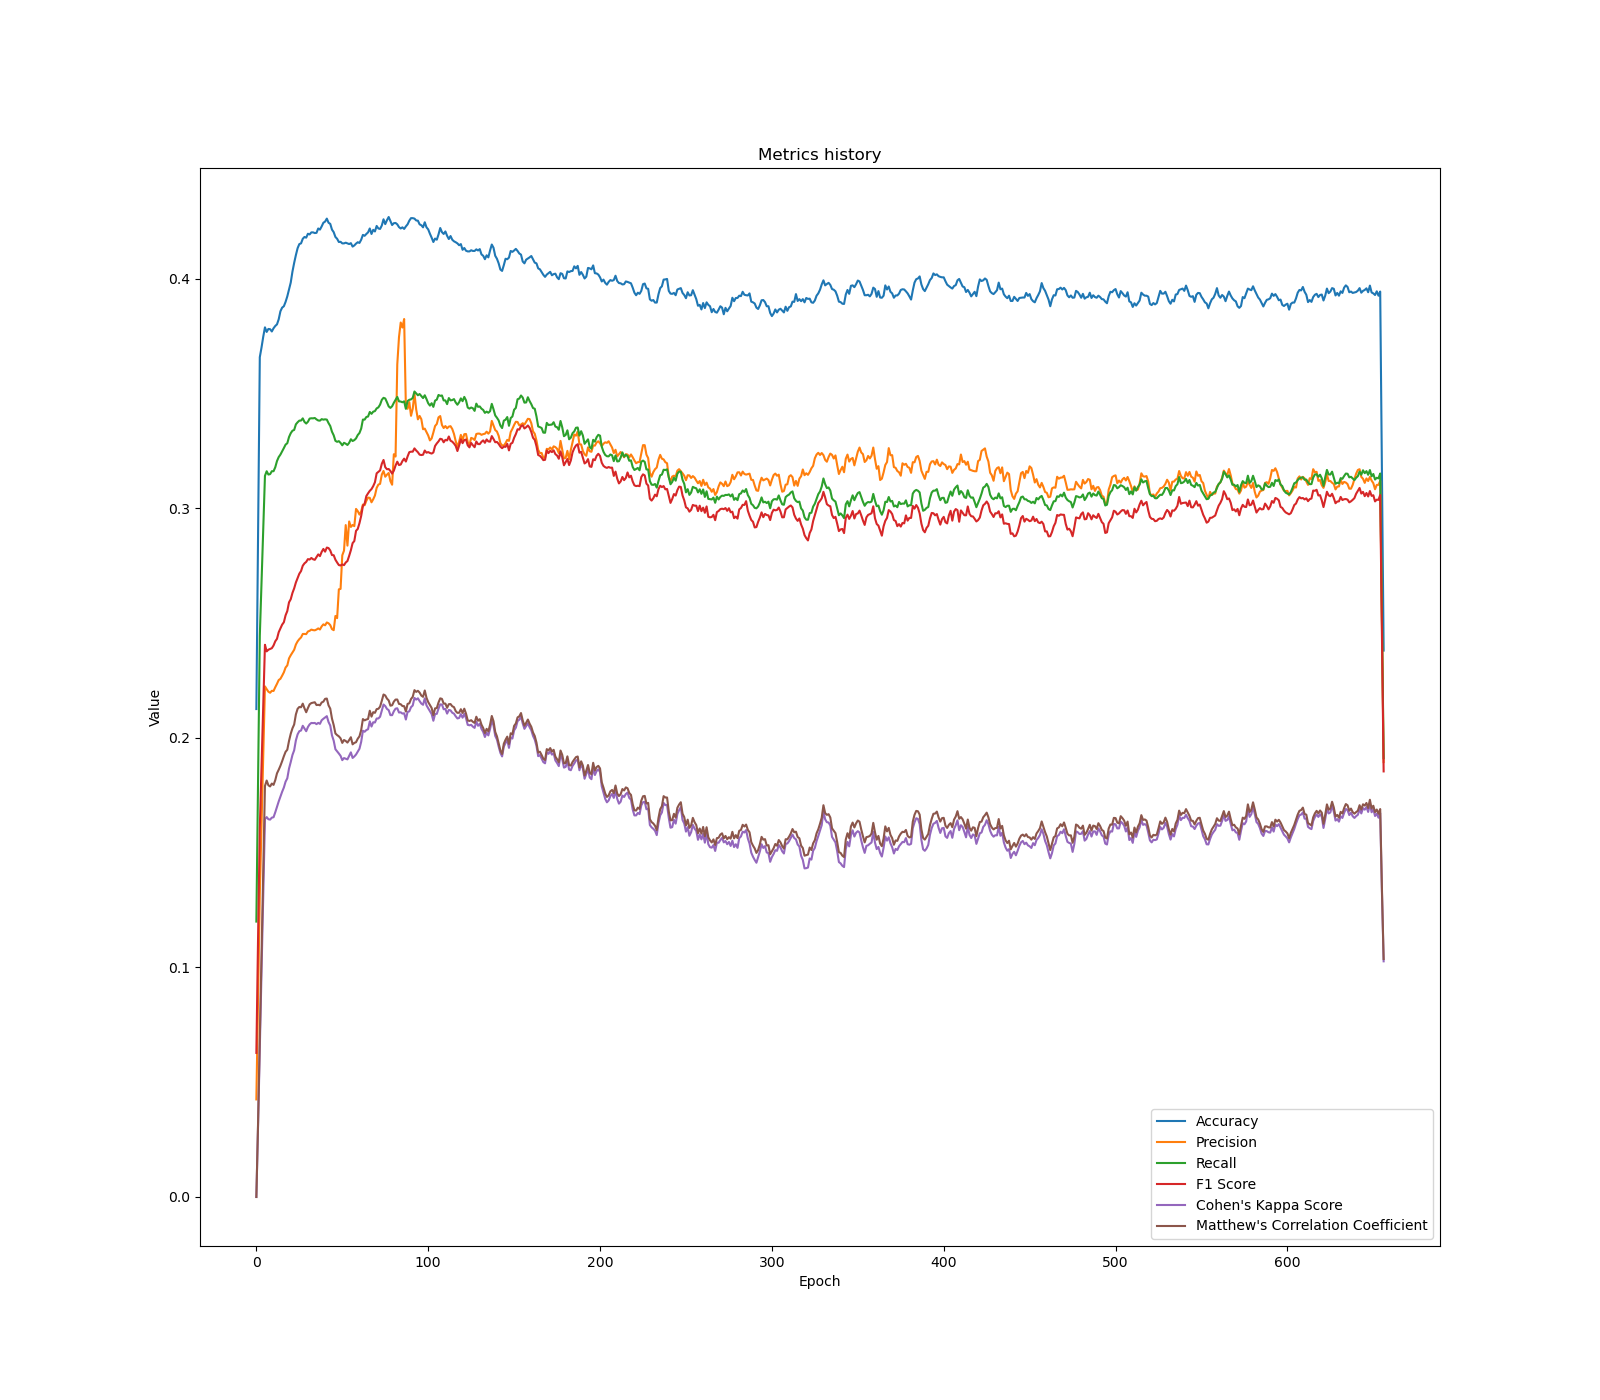 Metrics history
Value
0.4
0.3
0.2
0.1
0.0
0 100 200 300 400 500 600
Epoch
Accuracy
Precision
Recall
F1 Score
Cohen's Kappa Score
Matthew's Correlation Coefficient